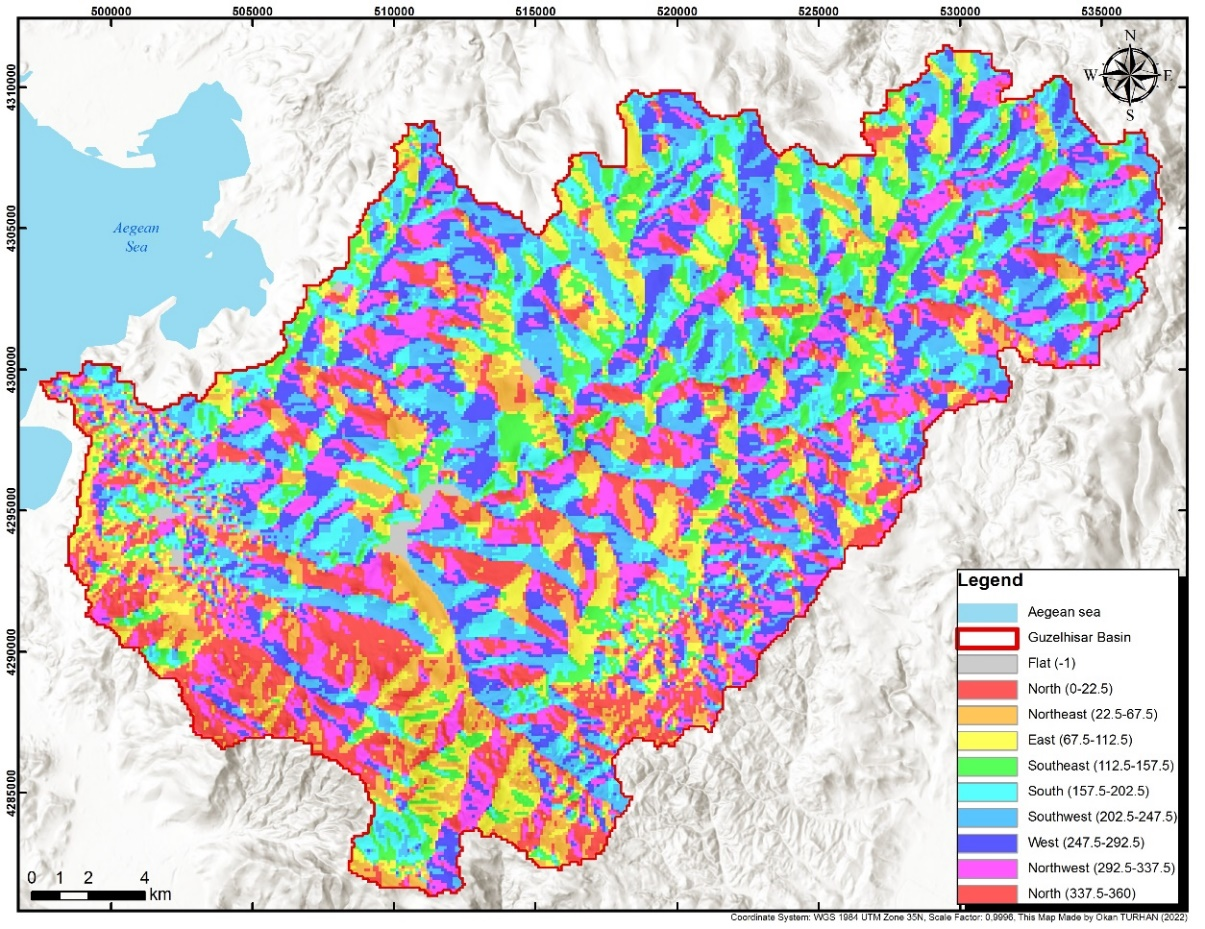 500000 505000 510000 515000 520000 525000 530000 535000
N
W E
S
4310000
4305000
4300000
4295000
4290000
4285000
Aegean
Sea
Legend
Aegean sea
Guzelhisar Basin
Flat (-1)
North (0-22.5)
Northeast (22.5-67.5)
East (67.5-112.5)
Southeast (112.5-157.5)
South (157.5-202.5)
Southwest (202.5-247.5)
West (247.5-292.5)
Northwest (292.5-337.5)
North (337.5-360)
0 1 2 4
km
Coordinate System: WGS 1984 UTM Zone 35N, Scale Factor: 0,9996, This Map Made by Okan TURHAN (2022)